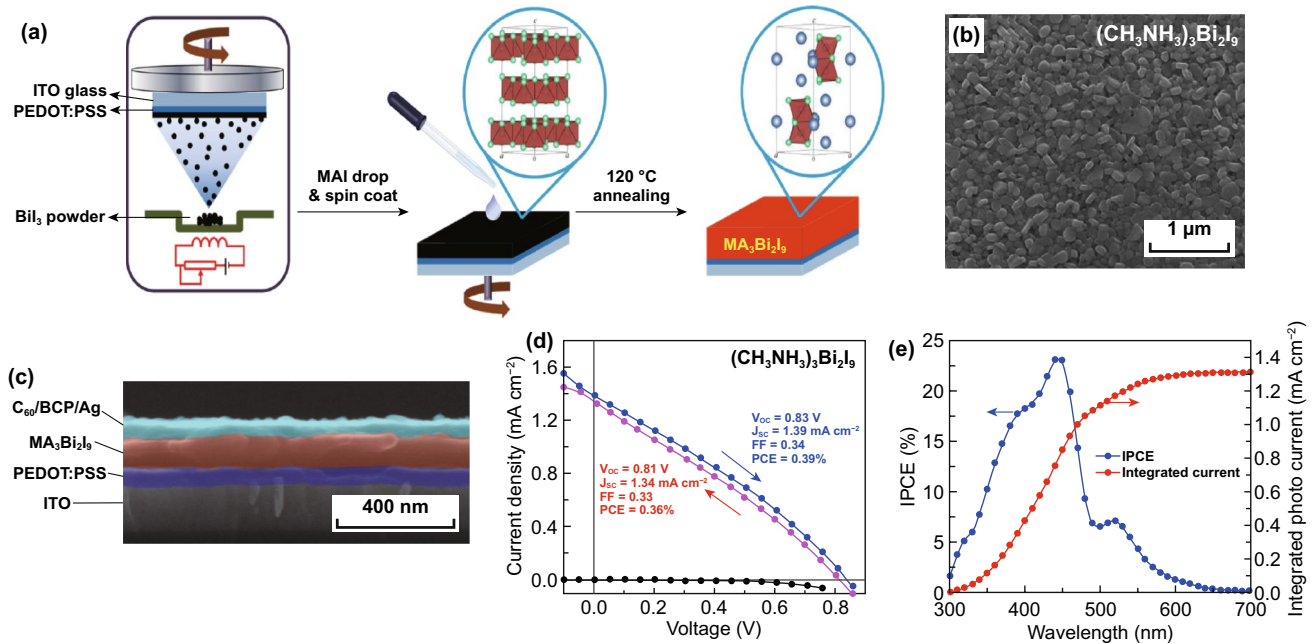 (a)
ITO glass
PEDOT:PSS
BiI₃ powder
MAI drop
& spin coat
120 °C
annealing
MA₃Bi₂I₉
c
a
o
a
c
a
o
a
(b)
(CH₃NH₃)₃Bi₂I₉
1 µm
(c)
C₆₀/BCP/Ag
MA₃Bi₂I₉
PEDOT:PSS
ITO
400 nm
(d)
(CH₃NH₃)₃Bi₂I₉
Current density (mA cm⁻²)
1.6
1.2
0.8
0.4
0.0
V_OC = 0.83 V
J_SC = 1.39 mA cm⁻²
FF = 0.34
PCE = 0.39%
V_OC = 0.81 V
J_SC = 1.34 mA cm⁻²
FF = 0.33
PCE = 0.36%
0.0 0.2 0.4 0.6 0.8
Voltage (V)
(e)
IPCE (%)
25
20
15
10
5
0
IPCE
Integrated current
1.4
1.2
1.0
0.8
0.6
0.4
0.2
0.0
Integrated photo current (mA cm⁻²)
300 400 500 600 700
Wavelength (nm)